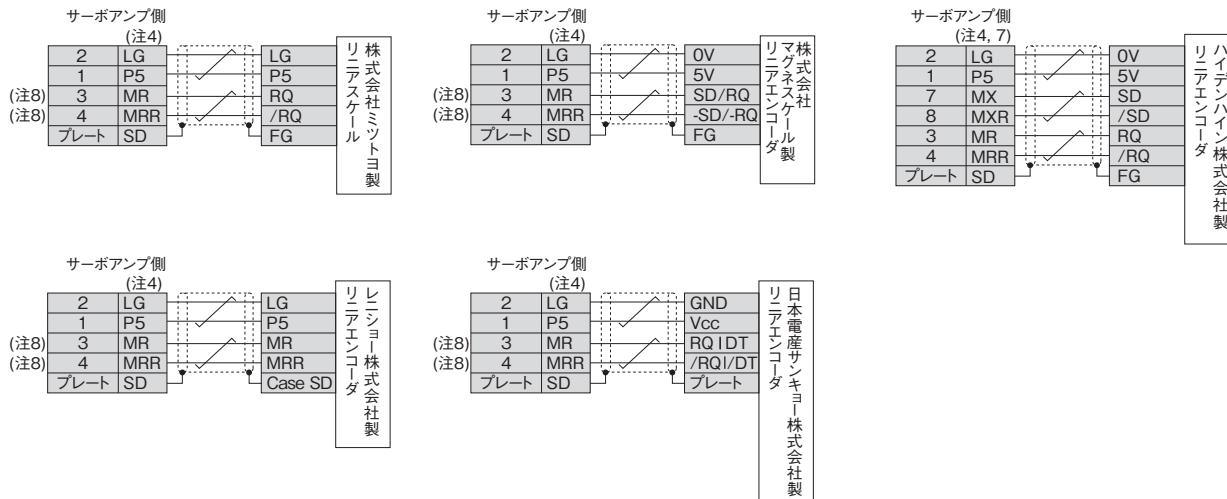 サーボアンプ側
(注4)
2 LG LG
1 P5 P5
(注8) 3 MR RQ
(注8) 4 MRR /RQ
プレート SD FG
株式会社ミツトヨ製
リニアスケール
サーボアンプ側
(注4)
2 LG 0V
1 P5 5V
(注8) 3 MR SD/RQ
(注8) 4 MRR -SD/-RQ
プレート SD FG
株式会社
マグネスケール製
リニアエンコーダ
サーボアンプ側
(注4, 7)
2 LG 0V
1 P5 5V
7 MX SD
8 MXR /SD
3 MR RQ
4 MRR /RQ
プレート SD FG
ハイデンハイン株式会社製
リニアエンコーダ
サーボアンプ側
(注4)
2 LG LG
1 P5 P5
(注8) 3 MR MR
(注8) 4 MRR MRR
プレート SD Case SD
レニショー株式会社製
リニアエンコーダ
サーボアンプ側
(注4)
2 LG GND
1 P5 Vcc
(注8) 3 MR RQ I DT
(注8) 4 MRR /RQI/DT
プレート SD プレート
日本電産サンキョー株式会社製
リニアエンコーダ